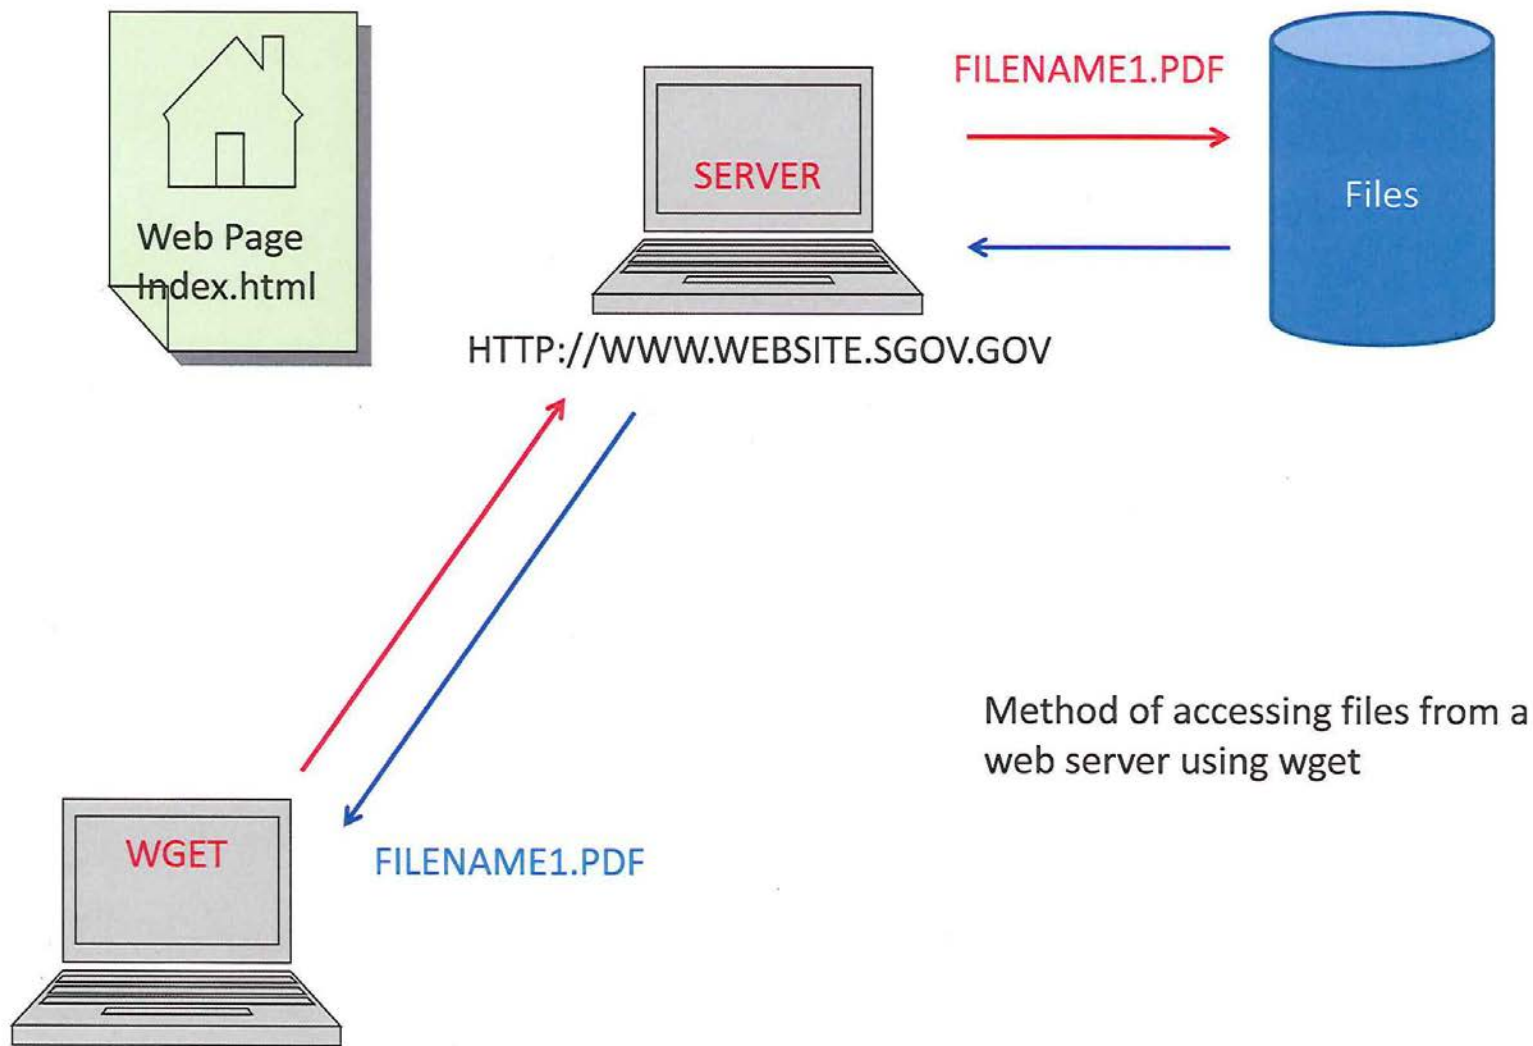 Web Page
Index.html
SERVER
HTTP://WWW.WEBSITE.SGOV.GOV
FILENAME1.PDF
Files
WGET
FILENAME1.PDF
Method of accessing files from a
web server using wget